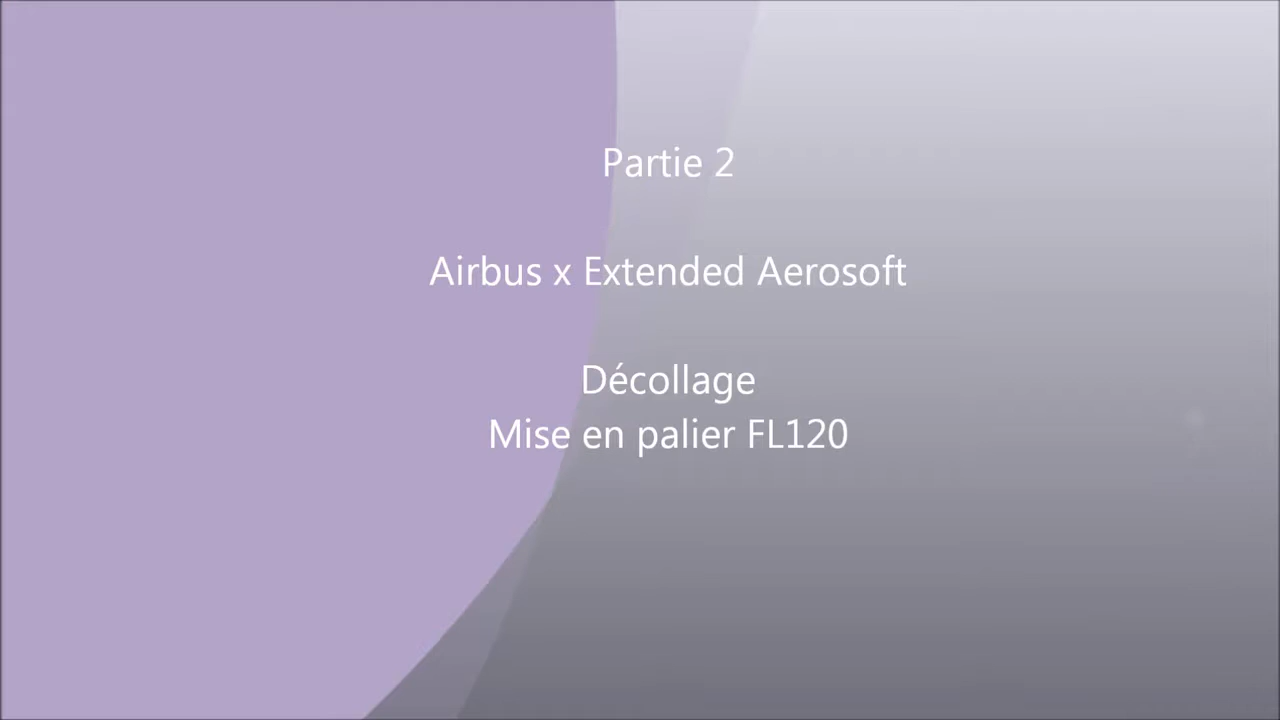 Partie 2
Airbus x Extended Aerosoft
Décollage
Mise en palier FL120